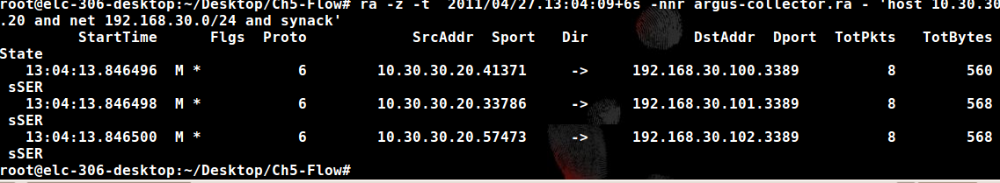 root@elc-306-desktop:~/Desktop/Ch5-Flow# ra -z -t  2011/04/27.13:04:09+6s -nnr argus-collector.ra - 'host 10.30.30
.20 and net 192.168.30.0/24 and synack'
StartTime Flgs Proto SrcAddr Sport Dir DstAddr Dport TotPkts TotBytes
State
13:04:13.846496 M * 6 10.30.30.20.41371 -> 192.168.30.100.3389 8 560
sSER
13:04:13.846498 M * 6 10.30.30.20.33786 -> 192.168.30.101.3389 8 568
sSER
13:04:13.846500 M * 6 10.30.30.20.57473 -> 192.168.30.102.3389 8 568
sSER
root@elc-306-desktop:~/Desktop/Ch5-Flow#